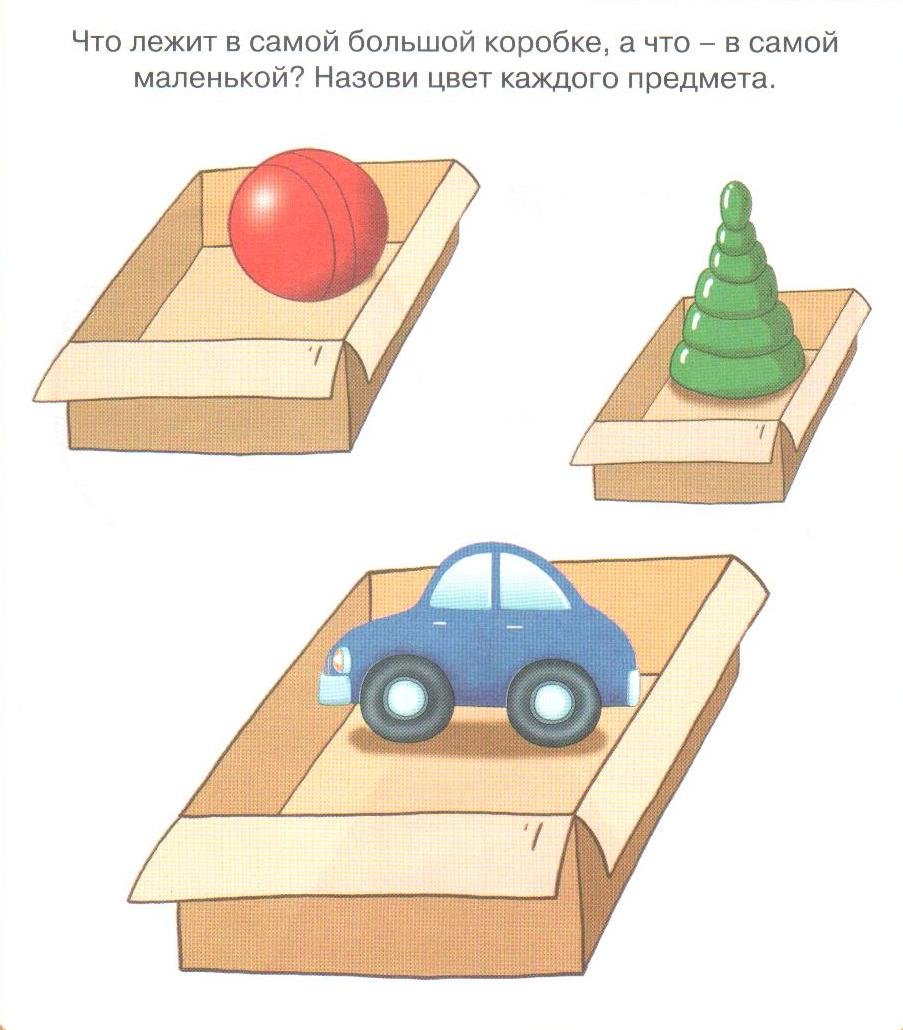 Что лежит в самой большой коробке, а что – в самой
маленькой? Назови цвет каждого предмета.